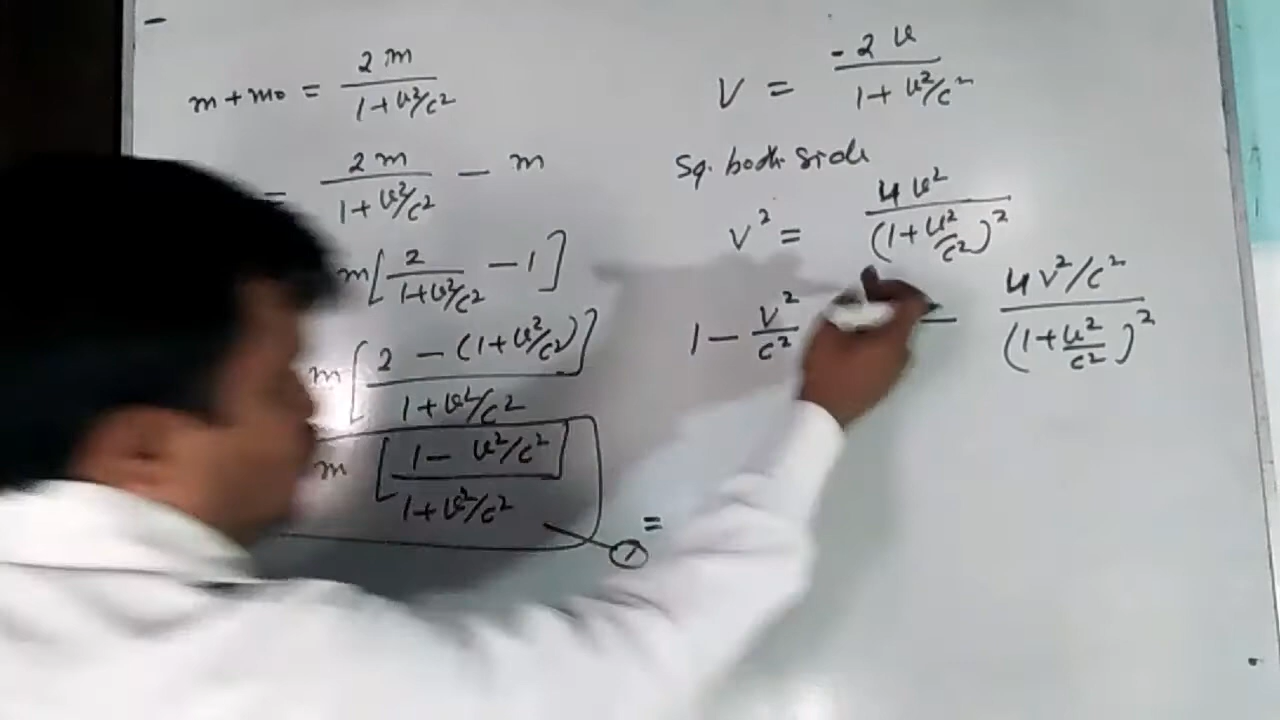 m + m₀ = 2m / (1 + u²/c²)
= 2m / (1 + u²/c²) − m
m[2 / (1 + u²/c²) − 1]
m[(2 − (1 + u²/c²)) / (1 + u²/c²)]
m[(1 − u²/c²) / (1 + u²/c²)]
=
V = −2u / (1 + u²/c²)
Sq. both side
V² = 4u² / (1 + u²/c²)²
1 − V²/c² − 4v²/c² / (1 + u²/c²)²